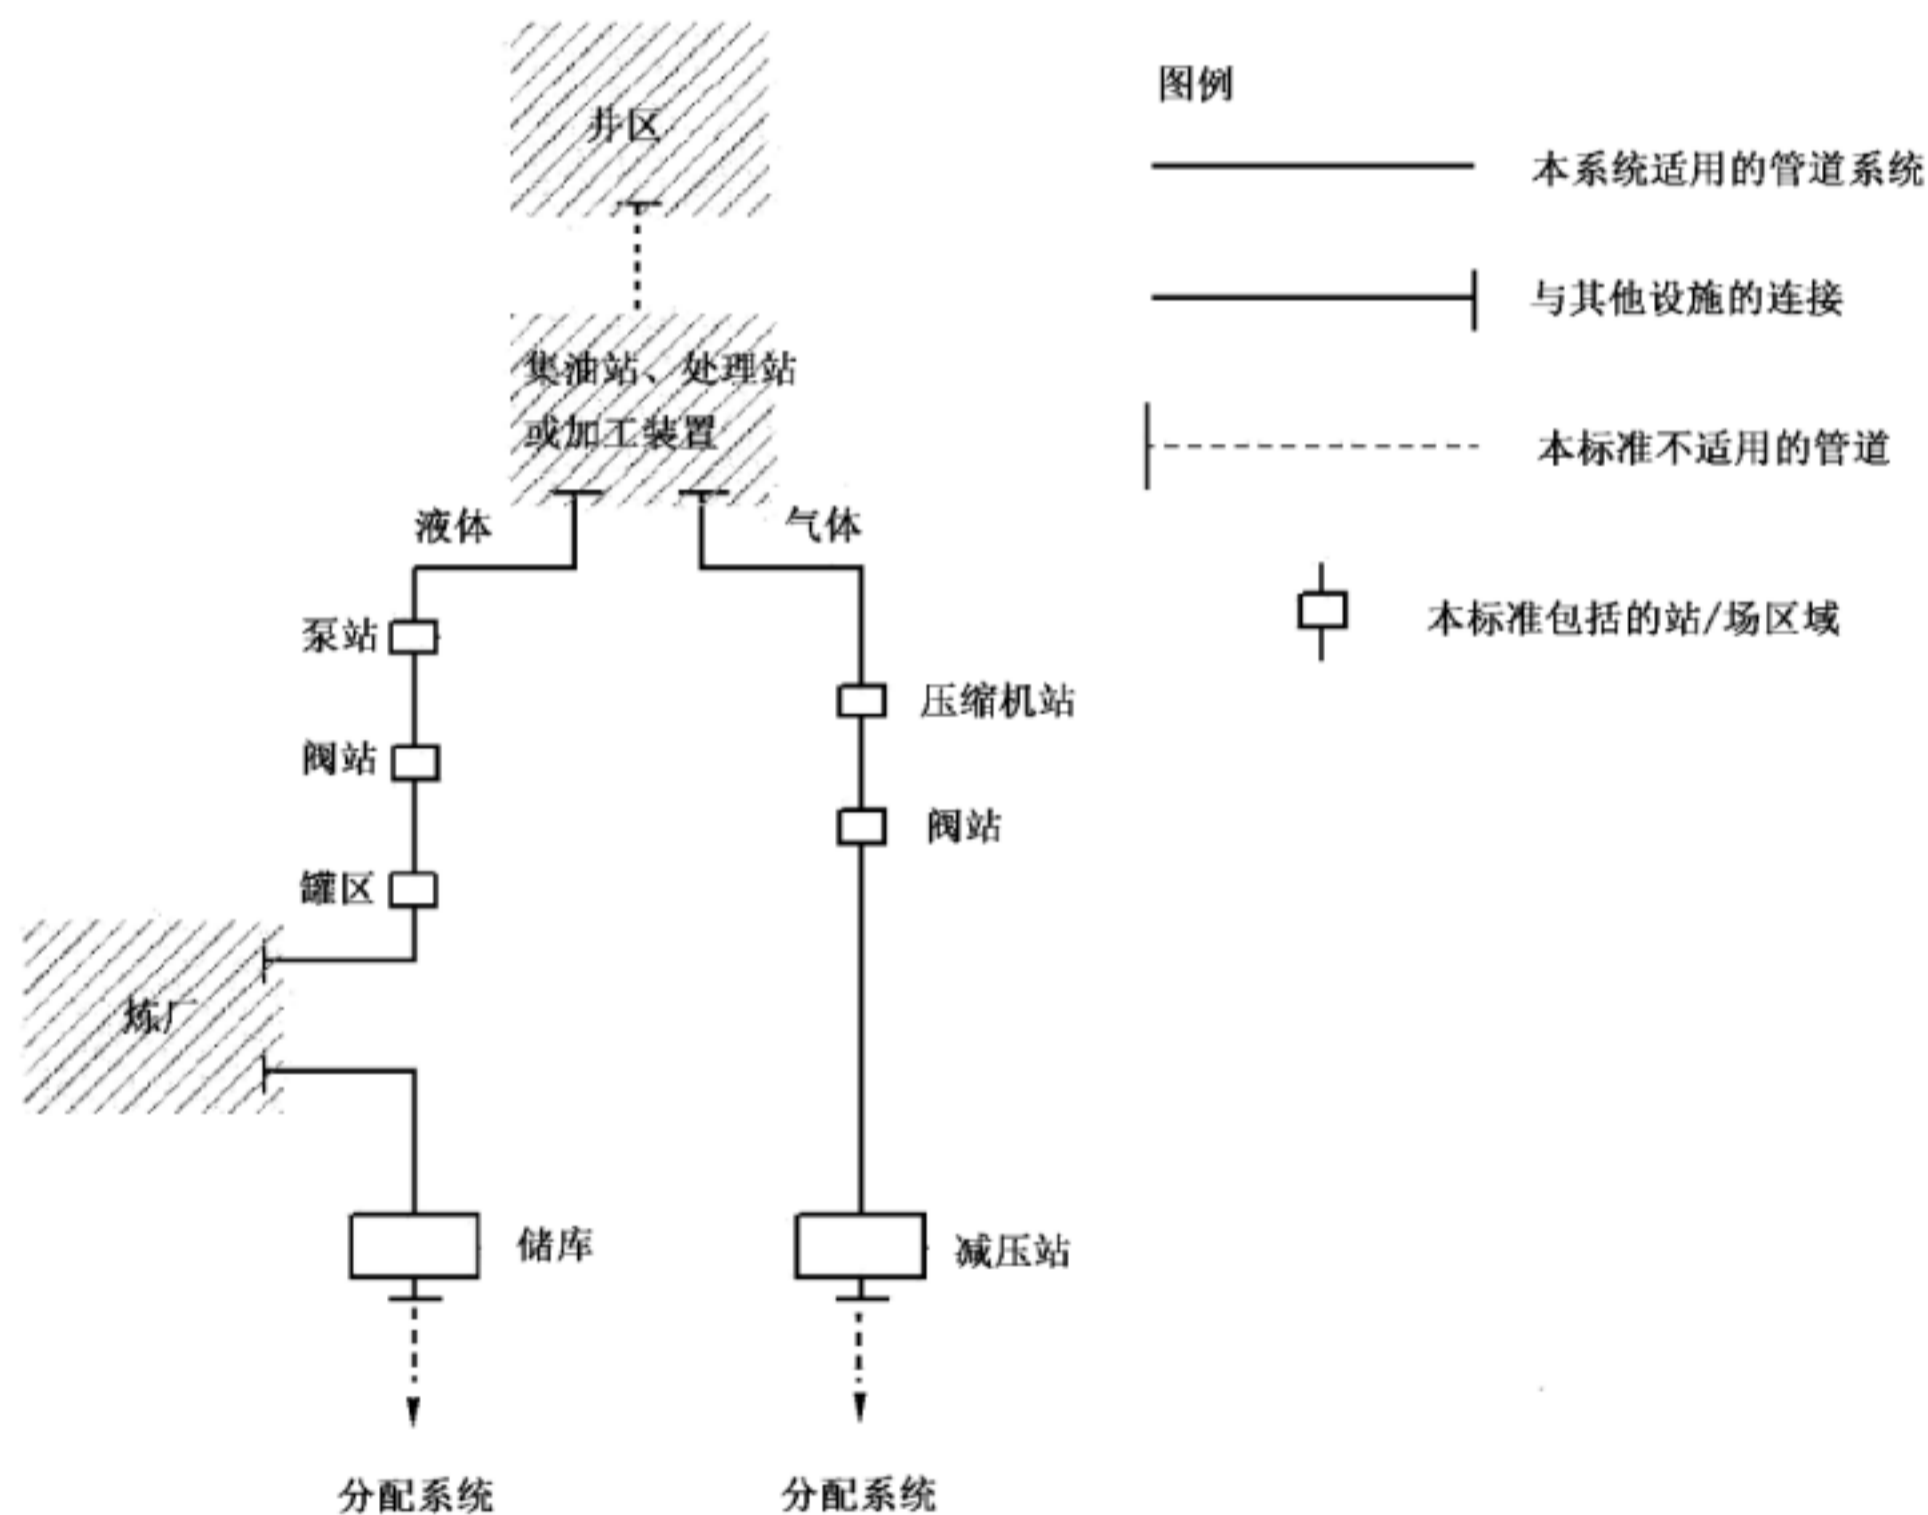 井区
集油站、处理站
或加工装置
液体
气体
泵站
阀站
罐区
炼厂
储库
分配系统
压缩机站
阀站
减压站
分配系统
图例
本系统适用的管道系统
与其他设施的连接
本标准不适用的管道
本标准包括的站/场区域